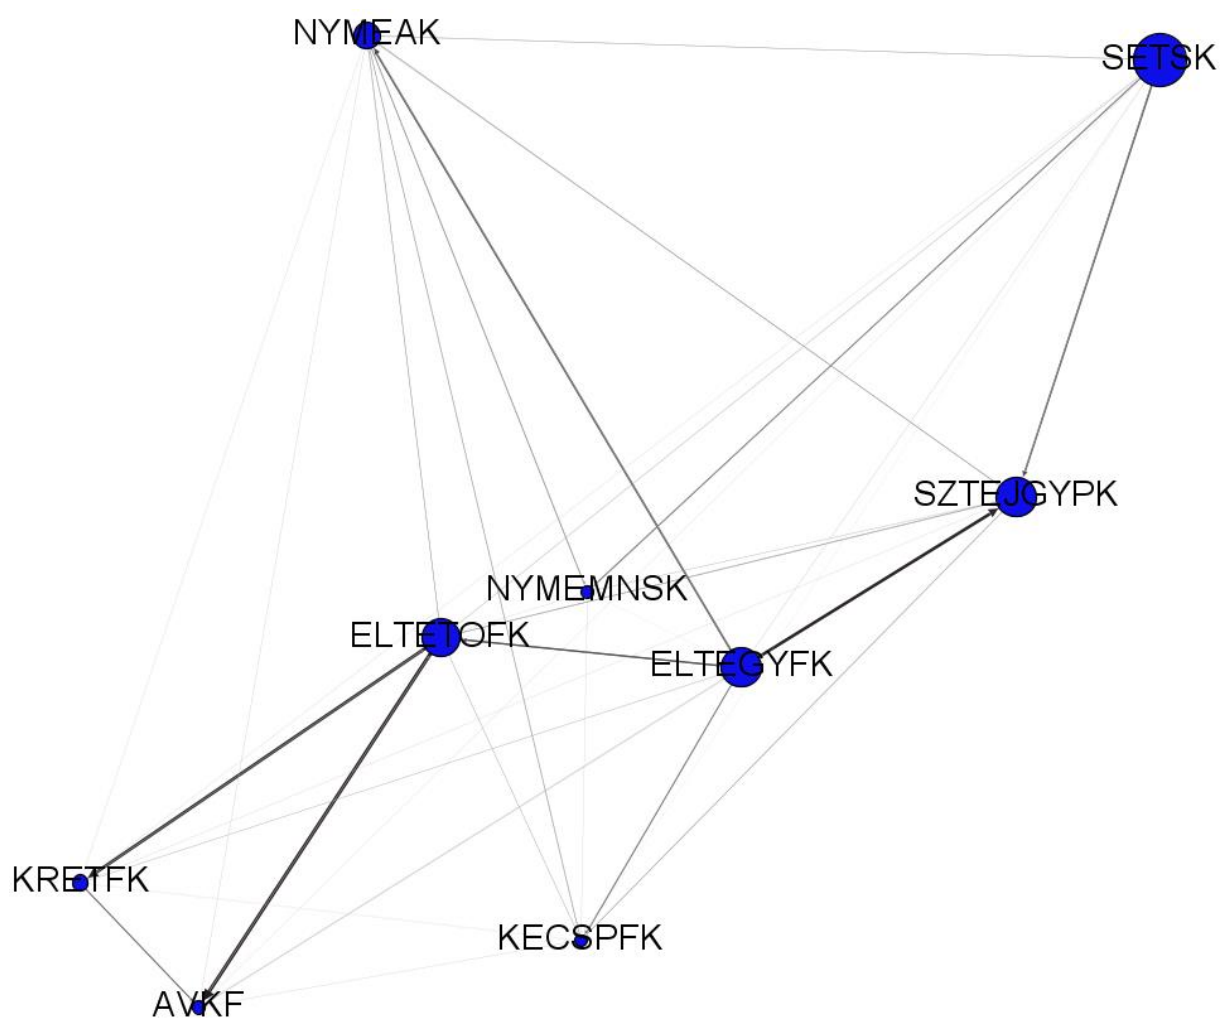 NYMEAK
SETSK
SZTEJGYPK
NYMEMNSK
ELTETOFK
ELTEGYFK
KRETFK
KECSPFK
AVKF